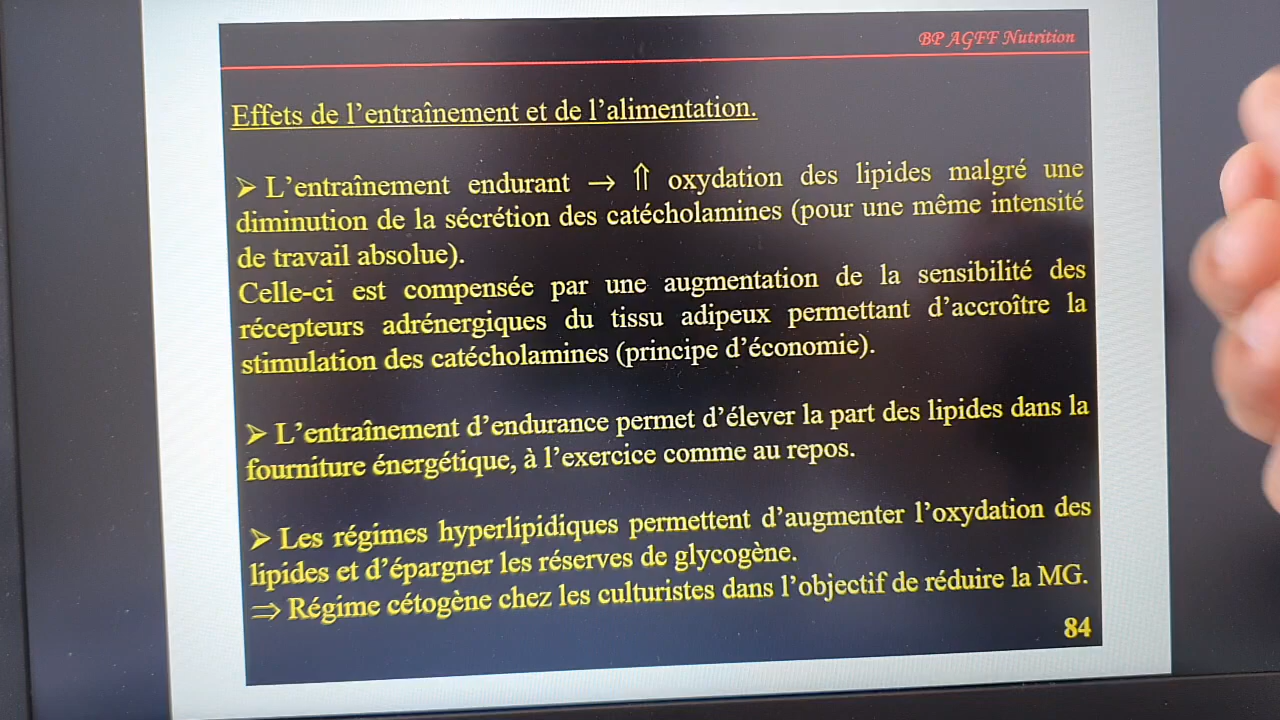 BP AGFF Nutrition
Effets de l’entraînement et de l’alimentation.
➢ L’entraînement endurant → ⇑ oxydation des lipides malgré une
diminution de la sécrétion des catécholamines (pour une même intensité
de travail absolue).
Celle-ci est compensée par une augmentation de la sensibilité des
récepteurs adrénergiques du tissu adipeux permettant d’accroître la
stimulation des catécholamines (principe d’économie).
➢ L’entraînement d’endurance permet d’élever la part des lipides dans la
fourniture énergétique, à l’exercice comme au repos.
➢ Les régimes hyperlipidiques permettent d’augmenter l’oxydation des
lipides et d’épargner les réserves de glycogène.
⇒ Régime cétogène chez les culturistes dans l’objectif de réduire la MG.
84